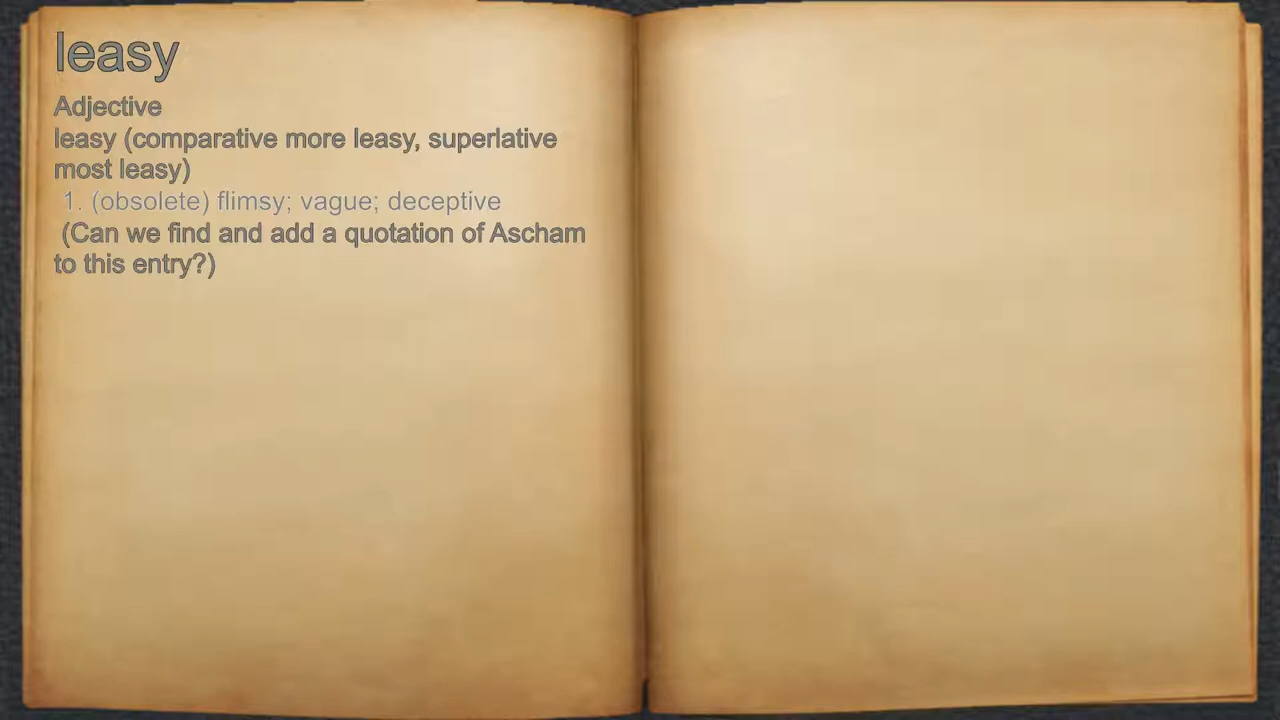 leasy
Adjective
leasy (comparative more leasy, superlative
most leasy)
1. (obsolete) flimsy; vague; deceptive
(Can we find and add a quotation of Ascham
to this entry?)